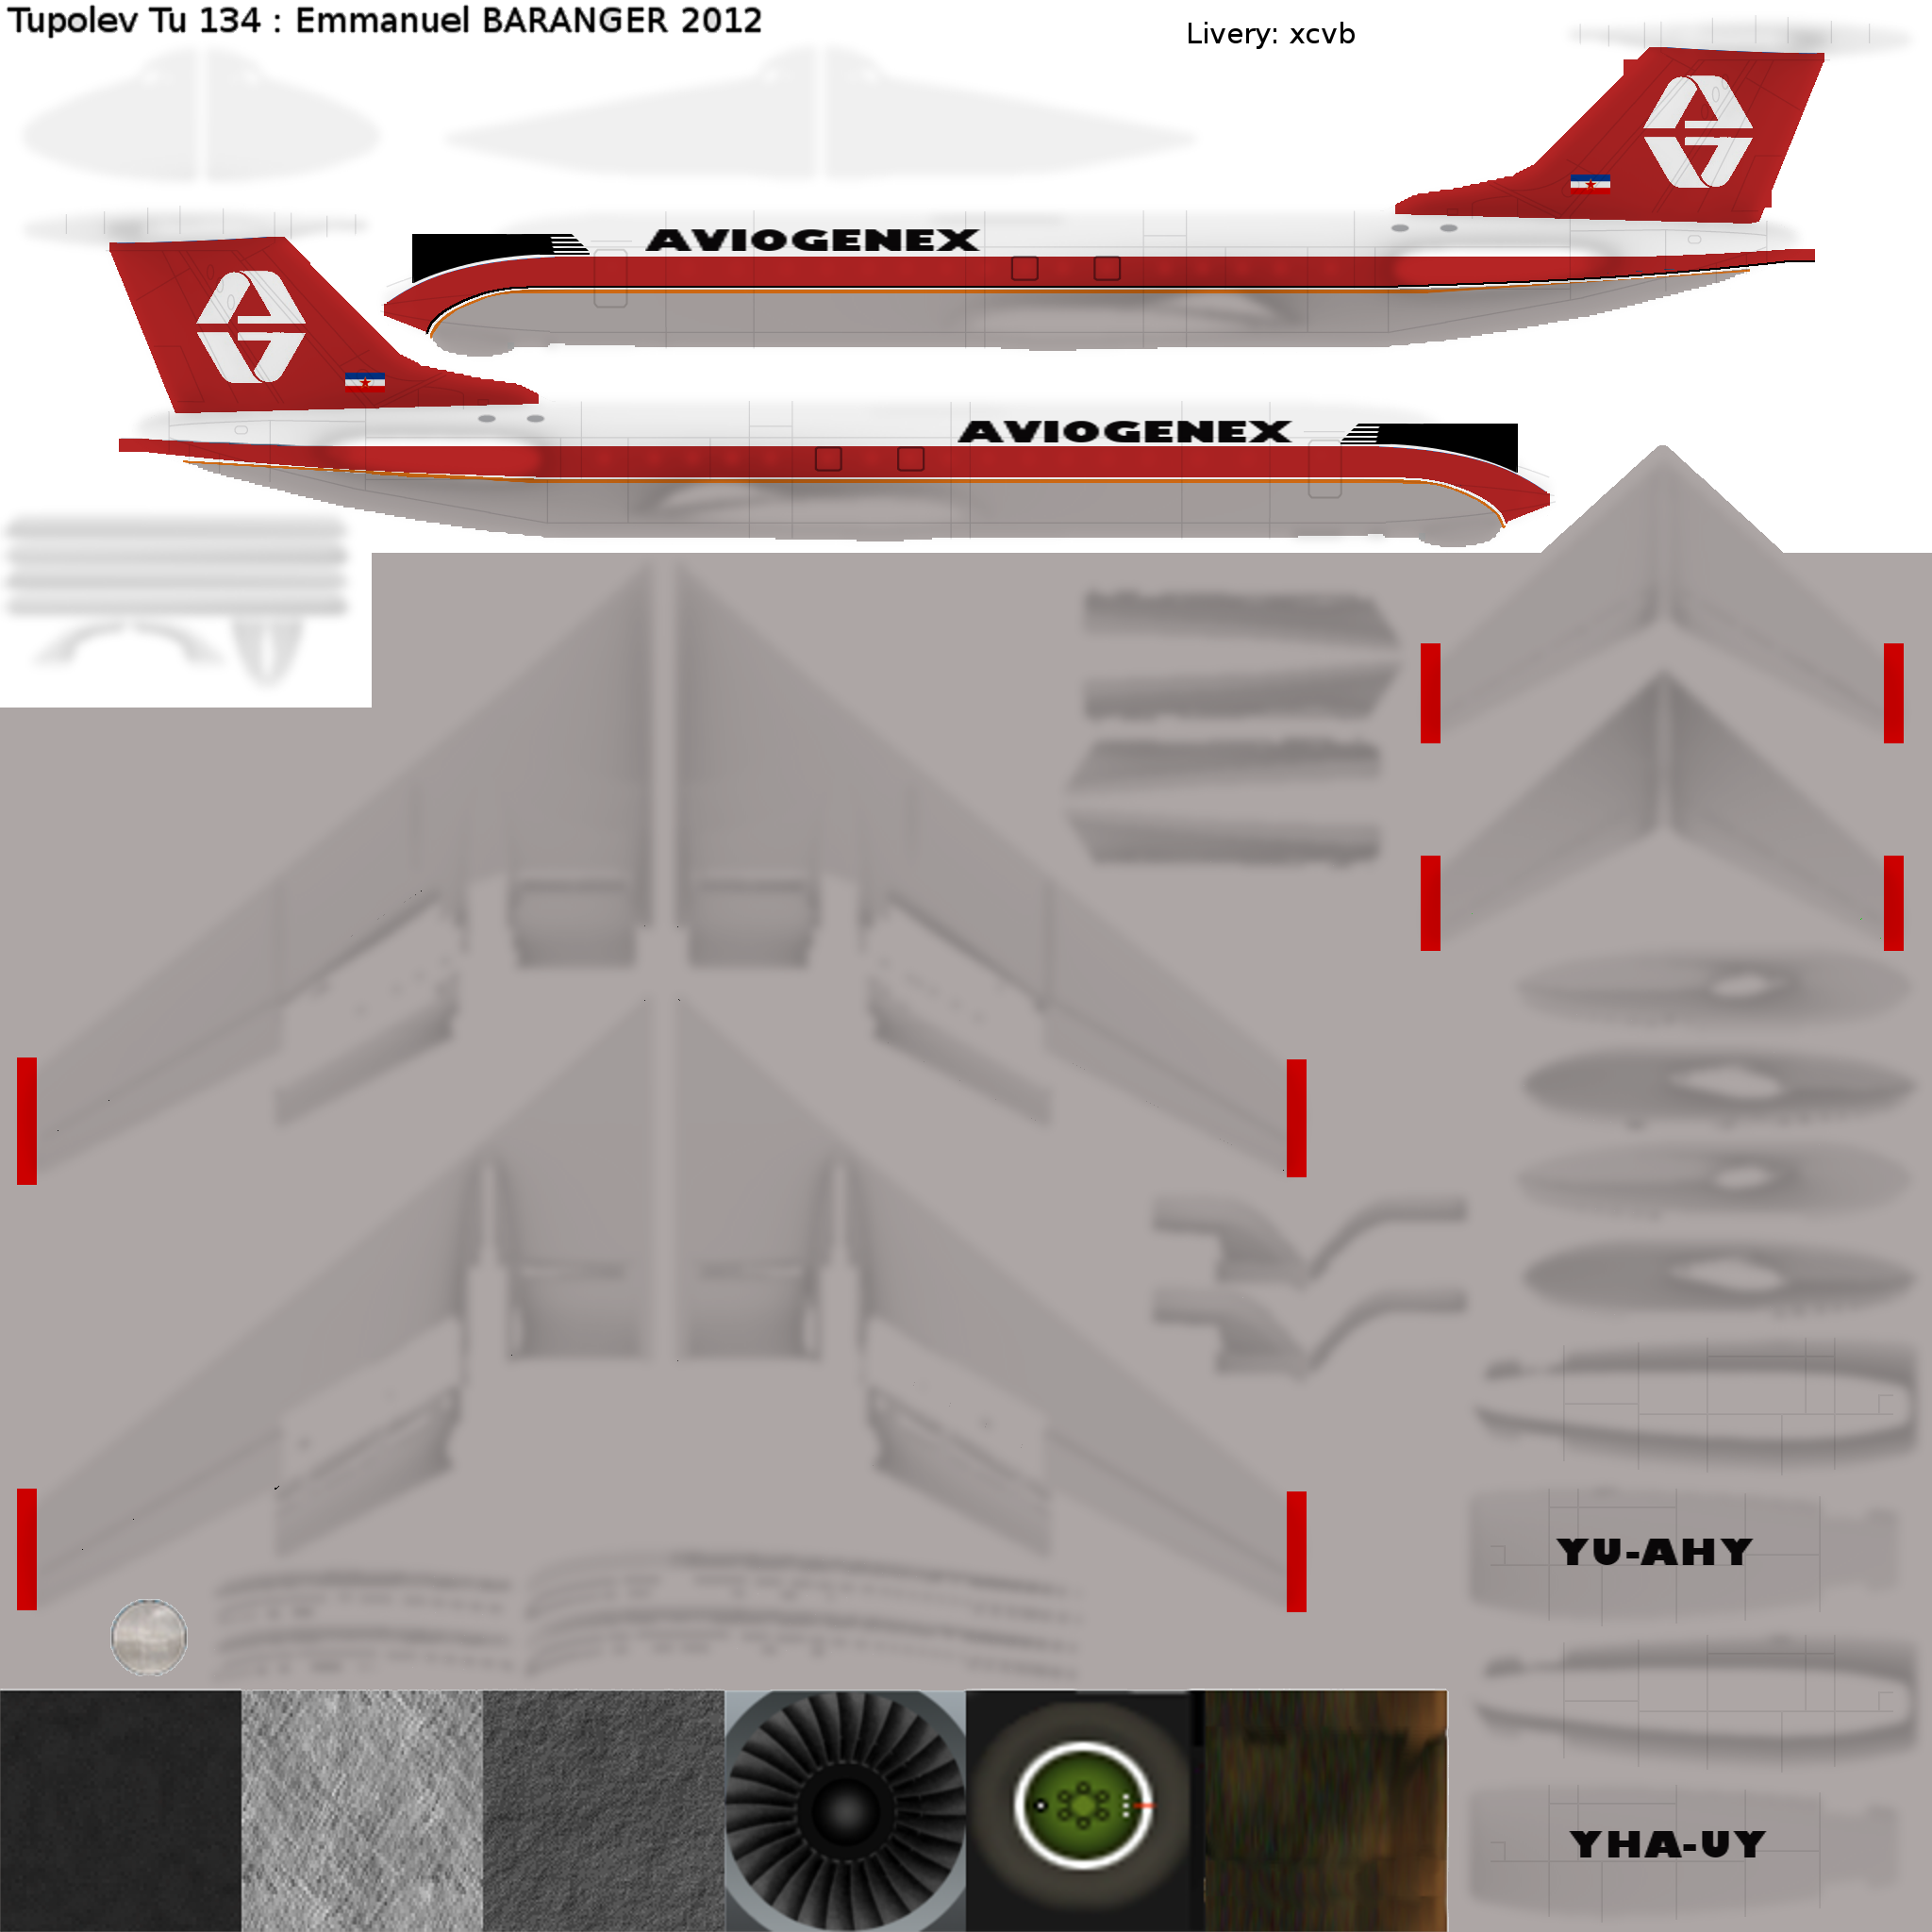 Tupolev Tu 134 : Emmanuel BARANGER 2012
Livery: xcvb
AVIOGENEX
AVIOGENEX
YU-AHY
YHA-UY